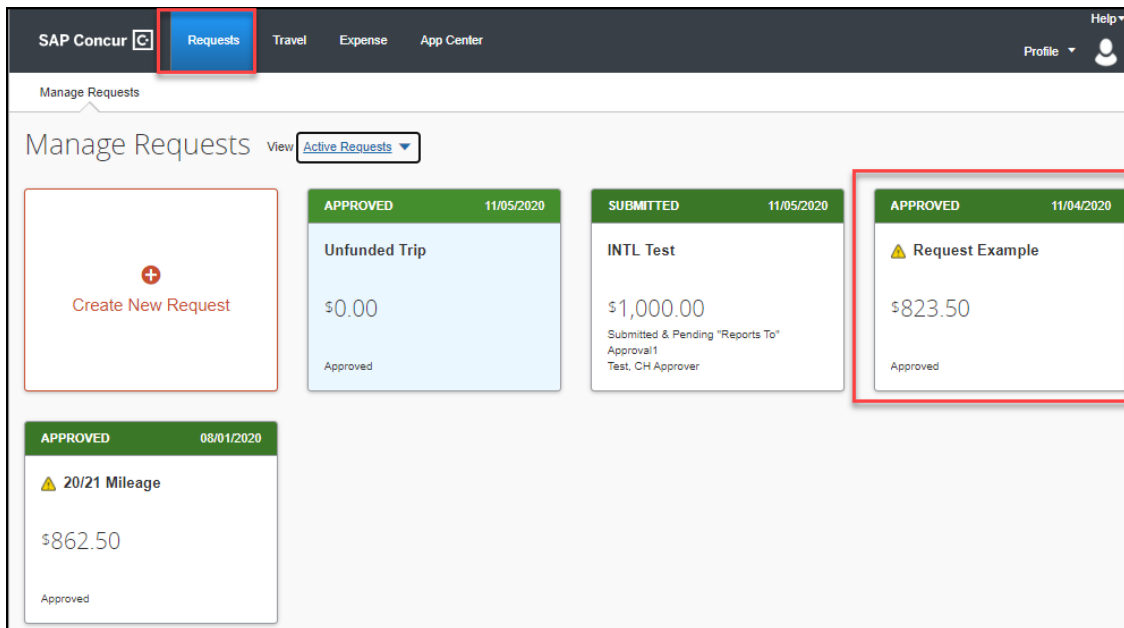 Help
SAP Concur C Requests Travel Expense App Center
Profile
Manage Requests
Manage Requests View Active Requests
Create New Request
APPROVED 11/05/2020
Unfunded Trip
$0.00
Approved
SUBMITTED 11/05/2020
INTL Test
$1,000.00
Submitted & Pending "Reports To"
Approval1
Test, CH Approver
APPROVED 11/04/2020
Request Example
$823.50
Approved
APPROVED 08/01/2020
20/21 Mileage
$862.50
Approved